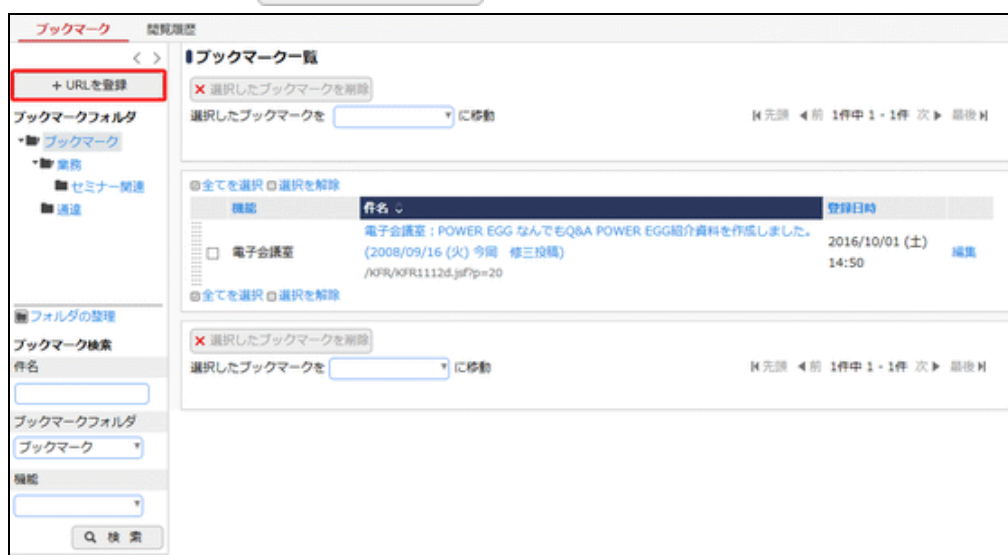 ブックマーク 閲覧履歴
< >
+ URLを登録
ブックマークフォルダ
ブックマーク
業務
セミナー関連
通達
フォルダの整理
ブックマーク検索
件名
ブックマークフォルダ
ブックマーク
機能
検 索
ブックマーク一覧
× 選択したブックマークを削除
選択したブックマークを に移動 先頭 前 1件中 1 - 1件 次 最後
全てを選択 選択を解除
機能 件名 登録日時
電子会議室 電子会議室:POWER EGG なんでもQ&A POWER EGG紹介資料を作成しました。
(2008/09/16 (火) 今岡 修三投稿)
/KFR/KFR1112d.jsf?p=20
2016/10/01 (土)
14:50
編集
全てを選択 選択を解除
× 選択したブックマークを削除
選択したブックマークを に移動 先頭 前 1件中 1 - 1件 次 最後